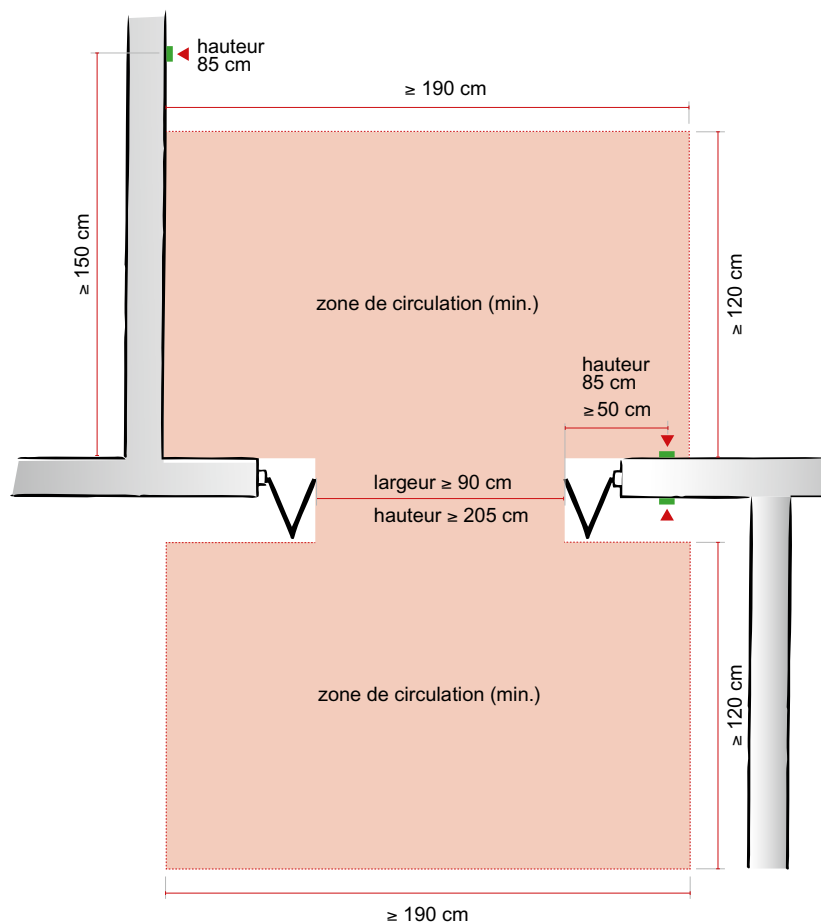 hauteur
85 cm
≥ 190 cm
≥ 150 cm
zone de circulation (min.)
≥ 120 cm
hauteur
85 cm
≥ 50 cm
largeur ≥ 90 cm
hauteur ≥ 205 cm
zone de circulation (min.)
≥ 120 cm
≥ 190 cm